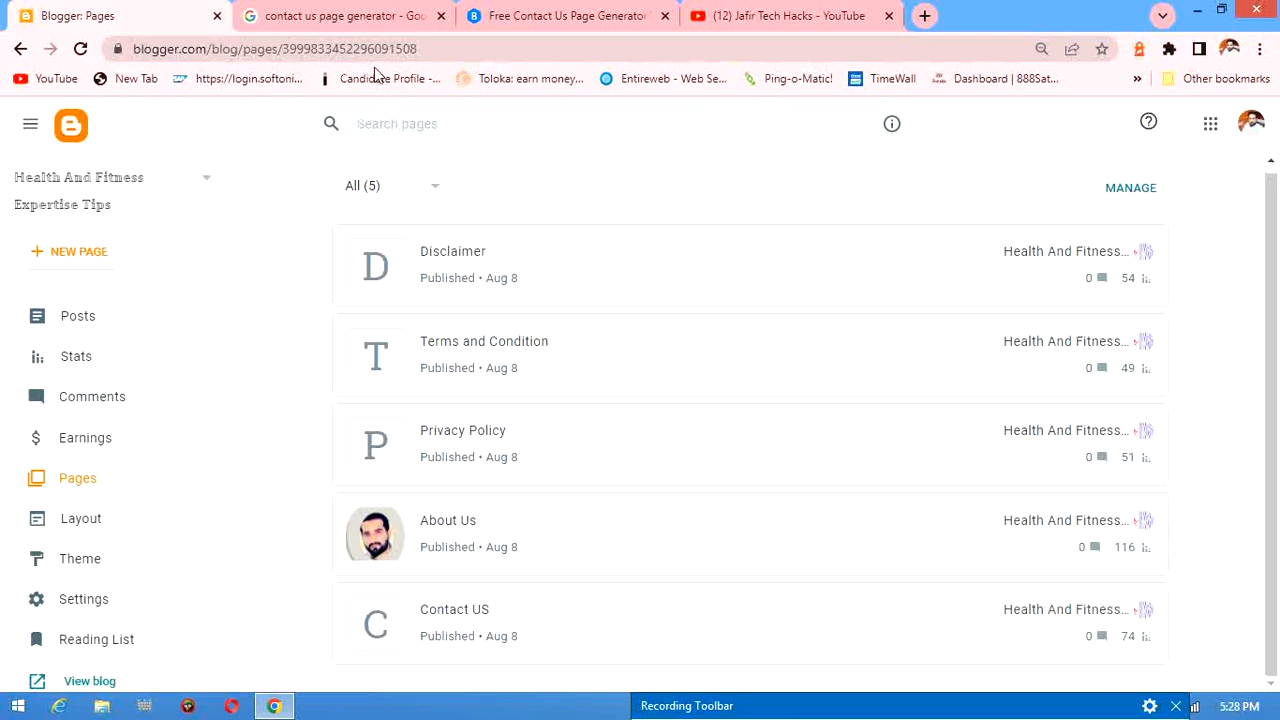 Blogger: Pages
contact us page generator - Goo
Free Contact Us Page Generator
(12) Jafir Tech Hacks - YouTube
blogger.com/blog/pages/3999833452296091508
YouTube
New Tab
https://login.softoni...
Candidate Profile -...
Toloka: earn money...
Entireweb - Web Se...
Ping-o-Matic!
TimeWall
Dashboard | 888Sat...
»
Other bookmarks
Search pages
Health And Fitness
Expertise Tips
All (5)
MANAGE
+ NEW PAGE
Posts
Stats
Comments
Earnings
Pages
Layout
Theme
Settings
Reading List
View blog
D
Disclaimer
Published • Aug 8
Health And Fitness...
0
54
T
Terms and Condition
Published • Aug 8
Health And Fitness...
0
49
P
Privacy Policy
Published • Aug 8
Health And Fitness...
0
51
About Us
Published • Aug 8
Health And Fitness...
0
116
C
Contact US
Published • Aug 8
Health And Fitness...
0
74
Recording Toolbar
5:28 PM